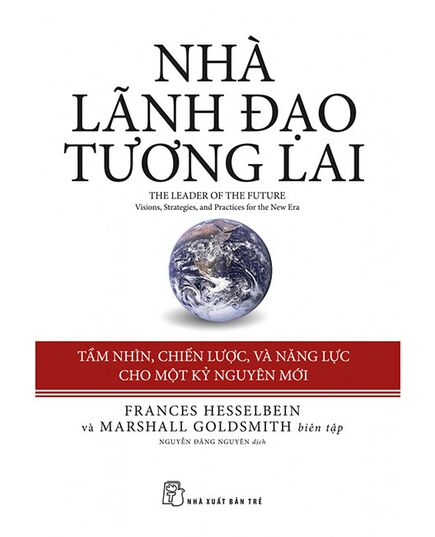 NHÀ
LÃNH ĐẠO
TƯƠNG LAI
THE LEADER OF THE FUTURE
Visions, Strategies, and Practices for the New Era
TẦM NHÌN, CHIẾN LƯỢC, VÀ NĂNG LỰC
CHO MỘT KỶ NGUYÊN MỚI
FRANCES HESSELBEIN
và MARSHALL GOLDSMITH biên tập
NGUYỄN ĐĂNG NGUYÊN dịch
NHÀ XUẤT BẢN TRẺ